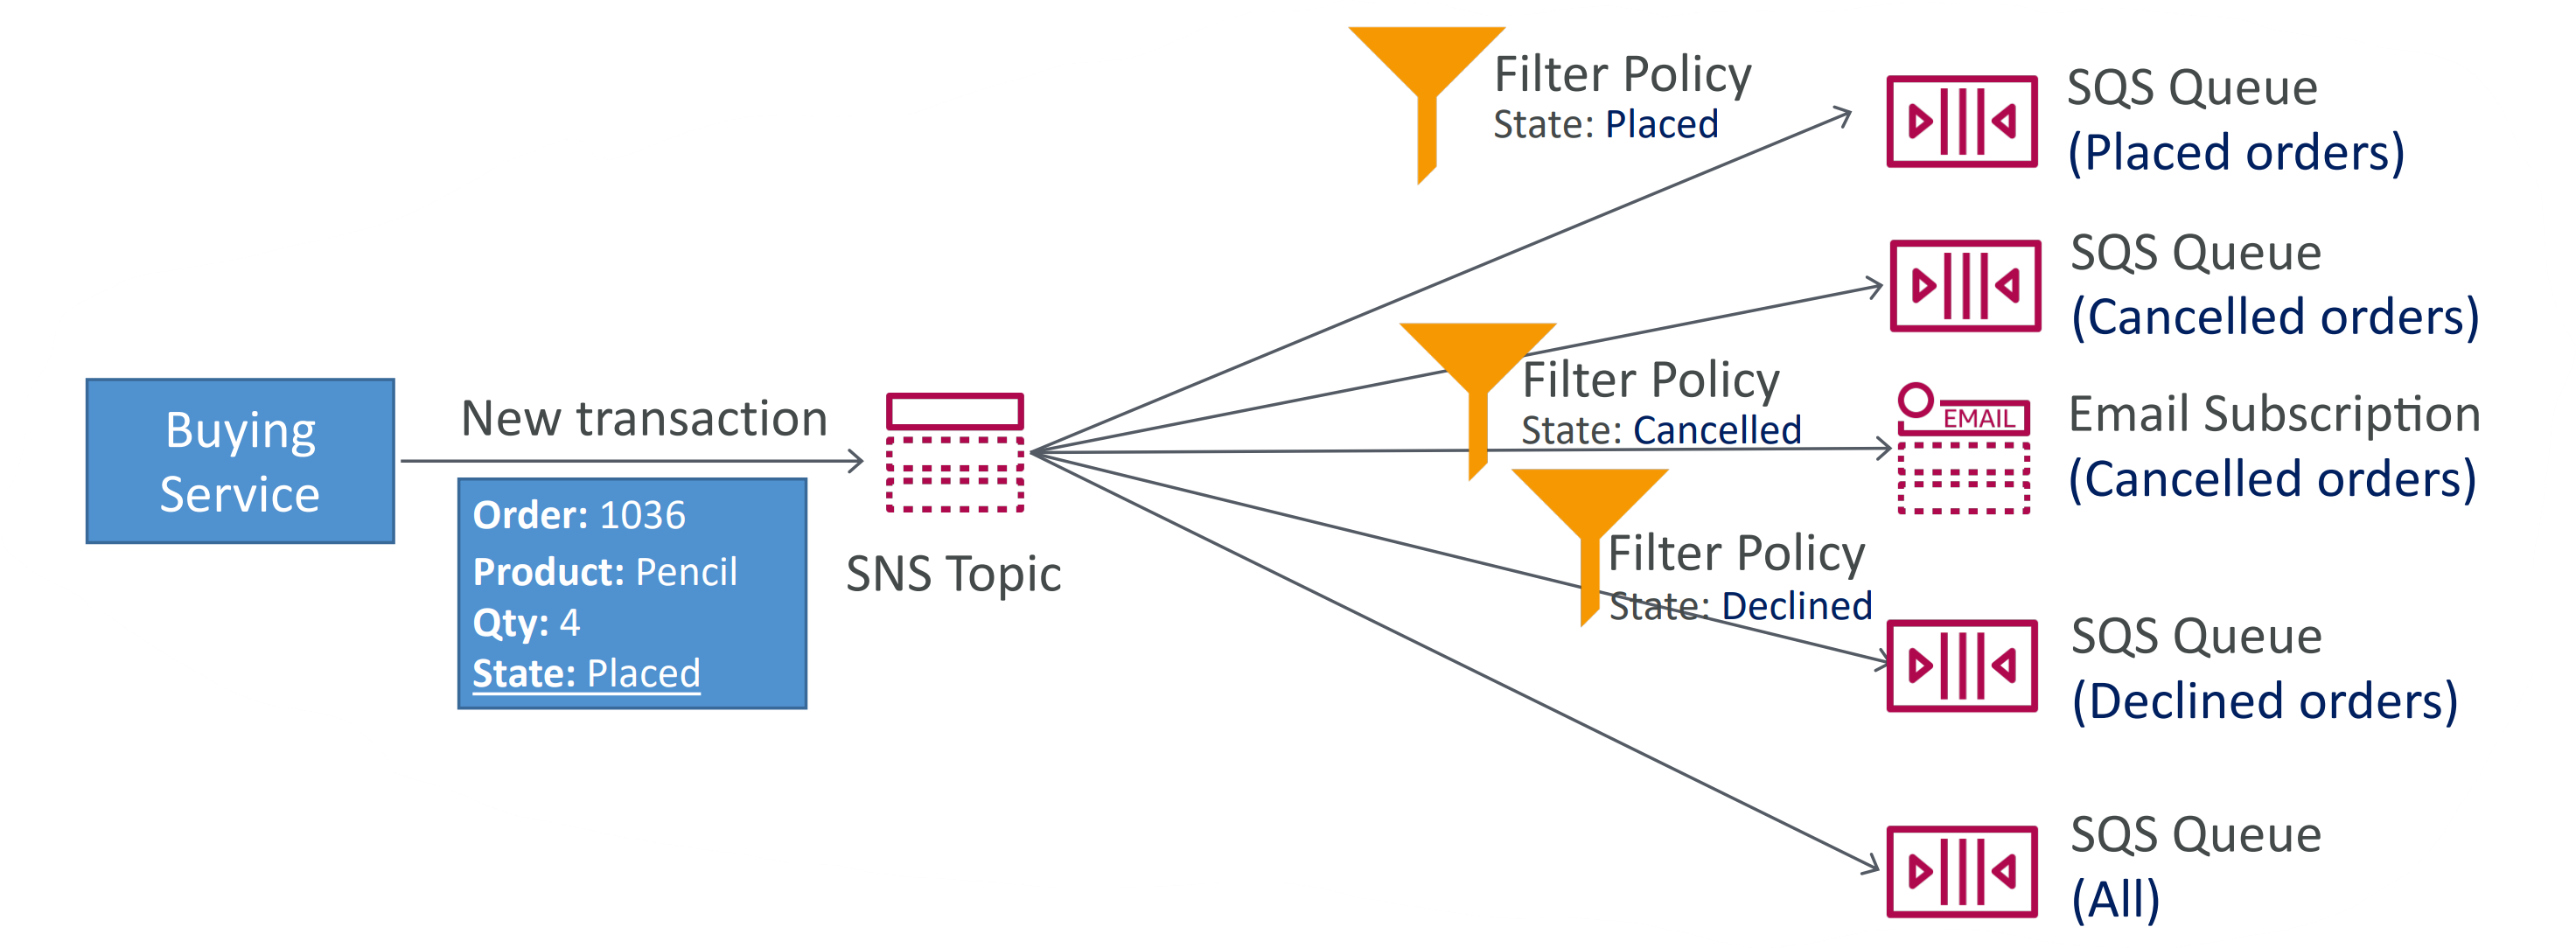 Buying
Service
New transaction
Order: 1036
Product: Pencil
Qty: 4
State: Placed
SNS Topic
Filter Policy
State: Placed
Filter Policy
State: Cancelled
Filter Policy
State: Declined
SQS Queue
(Placed orders)
SQS Queue
(Cancelled orders)
EMAIL
Email Subscription
(Cancelled orders)
SQS Queue
(Declined orders)
SQS Queue
(All)